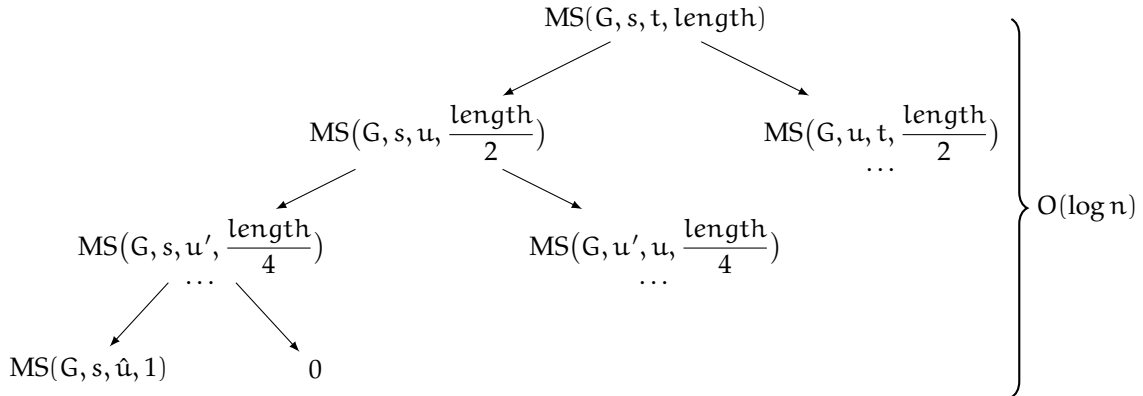 MS(G, s, t, length)
MS(G, s, u, length/2)
MS(G, u, t, length/2)
...
O(log n)
MS(G, s, u′, length/4)
...
MS(G, u′, u, length/4)
...
MS(G, s, û, 1)
0